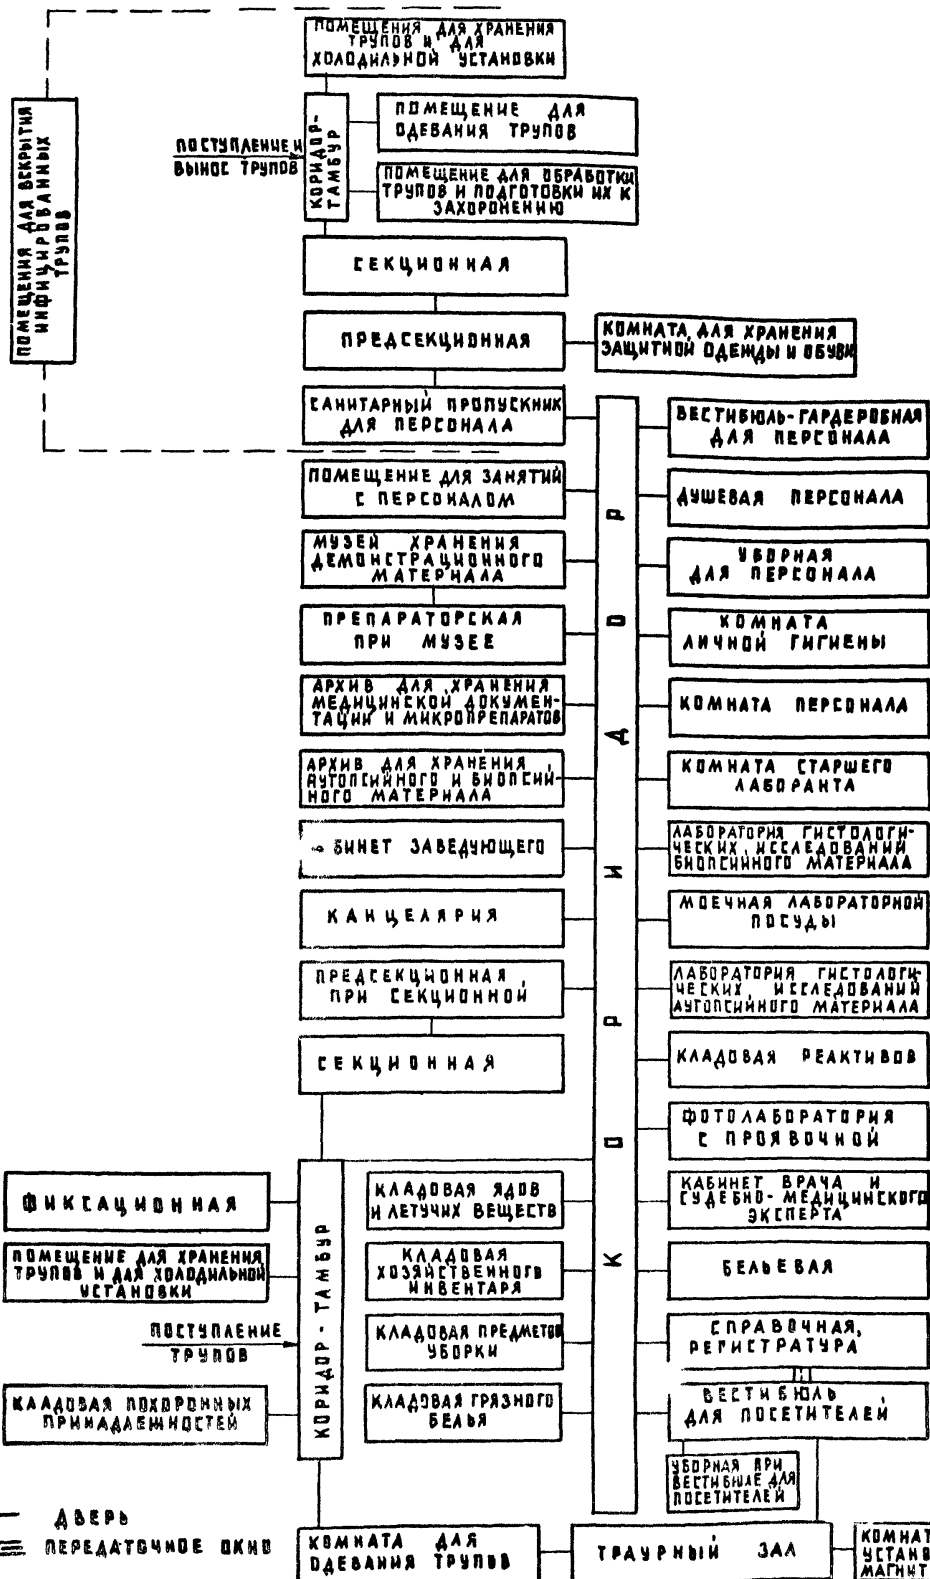 ПОМЕЩЕНИЯ ДЛЯ ХРАНЕНИЯ
ТРУПОВ И ДЛЯ
ХОЛОДИЛЬНОЙ УСТАНОВКИ
ПОМЕЩЕНИЯ ДЛЯ ВСКРЫТИЯ
ИНФИЦИРОВАННЫХ
ТРУПОВ
ПОСТУПЛЕНИЕ И
ВЫНОС ТРУПОВ
КОРИДОР-
ТАМБУР
ПОМЕЩЕНИЕ ДЛЯ
ОДЕВАНИЯ ТРУПОВ
ПОМЕЩЕНИЕ ДЛЯ ОБРАБОТКИ
ТРУПОВ И ПОДГОТОВКИ ИХ К
ЗАХОРОНЕНИЮ
СЕКЦИОННАЯ
ПРЕДСЕКЦИОННАЯ
КОМНАТА ДЛЯ ХРАНЕНИЯ
ЗАЩИТНОЙ ОДЕЖДЫ И ОБУВИ
САНИТАРНЫЙ ПРОПУСКНИК
ДЛЯ ПЕРСОНАЛА
ПОМЕЩЕНИЕ ДЛЯ ЗАНЯТИЙ
С ПЕРСОНАЛОМ
МУЗЕЙ ХРАНЕНИЯ
ДЕМОНСТРАЦИОННОГО
МАТЕРИАЛА
ПРЕПАРАТОРСКАЯ
ПРИ МУЗЕЕ
АРХИВ ДЛЯ ХРАНЕНИЯ
МЕДИЦИНСКОЙ ДОКУМЕН-
ТАЦИИ И МИКРОПРЕПАРАТОВ
АРХИВ ДЛЯ ХРАНЕНИЯ
АУТОПСИЙНОГО И БИОПСИЙ-
НОГО МАТЕРИАЛА
БИНЕТ ЗАВЕДУЮЩЕГО
КАНЦЕЛЯРИЯ
ПРЕДСЕКЦИОННАЯ
ПРИ СЕКЦИОННОЙ
СЕКЦИОННАЯ
КОРИДОР
ВЕСТИБЮЛЬ-ГАРДЕРОБНАЯ
ДЛЯ ПЕРСОНАЛА
ДУШЕВАЯ ПЕРСОНАЛА
УБОРНАЯ
ДЛЯ ПЕРСОНАЛА
КОМНАТА
ЛИЧНОЙ ГИГИЕНЫ
КОМНАТА ПЕРСОНАЛА
КОМНАТА СТАРШЕГО
ЛАБОРАНТА
ЛАБОРАТОРИЯ ГИСТОЛОГИ-
ЧЕСКИХ ИССЛЕДОВАНИЙ
БИОПСИЙНОГО МАТЕРИАЛА
МОЕЧНАЯ ЛАБОРАТОРНОЙ
ПОСУДЫ
ЛАБОРАТОРИЯ ГИСТОЛОГИ-
ЧЕСКИХ ИССЛЕДОВАНИЙ
АУТОПСИЙНОГО МАТЕРИАЛА
КЛАДОВАЯ РЕАКТИВОВ
ФОТОЛАБОРАТОРИЯ
С ПРОЯВОЧНОЙ
КАБИНЕТ ВРАЧА И
СУДЕБНО-МЕДИЦИНСКОГО
ЭКСПЕРТА
БЕЛЬЕВАЯ
СПРАВОЧНАЯ,
РЕГИСТРАТУРА
ВЕСТИБЮЛЬ
ДЛЯ ПОСЕТИТЕЛЕЙ
УБОРНАЯ ПРИ
ВЕСТИБЮЛЕ ДЛЯ
ПОСЕТИТЕЛЕЙ
ФИКСАЦИОННАЯ
ПОМЕЩЕНИЕ ДЛЯ ХРАНЕНИЯ
ТРУПОВ И ДЛЯ ХОЛОДИЛЬНОЙ
УСТАНОВКИ
ПОСТУПЛЕНИЕ
ТРУПОВ
КЛАДОВАЯ ПОХОРОННЫХ
ПРИНАДЛЕЖНОСТЕЙ
КОРИДОР-ТАМБУР
КЛАДОВАЯ ЯДОВ
И ЛЕТУЧИХ ВЕЩЕСТВ
КЛАДОВАЯ
ХОЗЯЙСТВЕННОГО
ИНВЕНТАРЯ
КЛАДОВАЯ ПРЕДМЕТОВ
УБОРКИ
КЛАДОВАЯ ГРЯЗНОГО
БЕЛЬЯ
ДВЕРЬ
ПЕРЕДАТОЧНОЕ ОКНО
КОМНАТА ДЛЯ
ОДЕВАНИЯ ТРУПОВ
ТРАУРНЫЙ ЗАЛ
КОМНАТ
УСТАНО
МАГНИТ